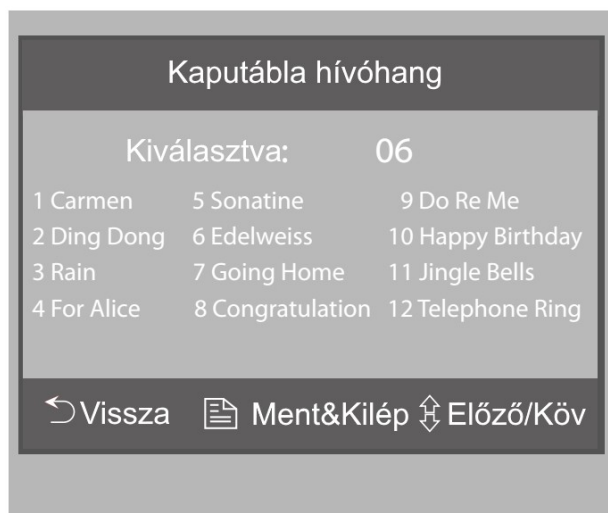 Kaputábla hívóhang
Kiválasztva: 06
1 Carmen 5 Sonatine 9 Do Re Me
2 Ding Dong 6 Edelweiss 10 Happy Birthday
3 Rain 7 Going Home 11 Jingle Bells
4 For Alice 8 Congratulation 12 Telephone Ring
Vissza Ment&Kilép Előző/Köv